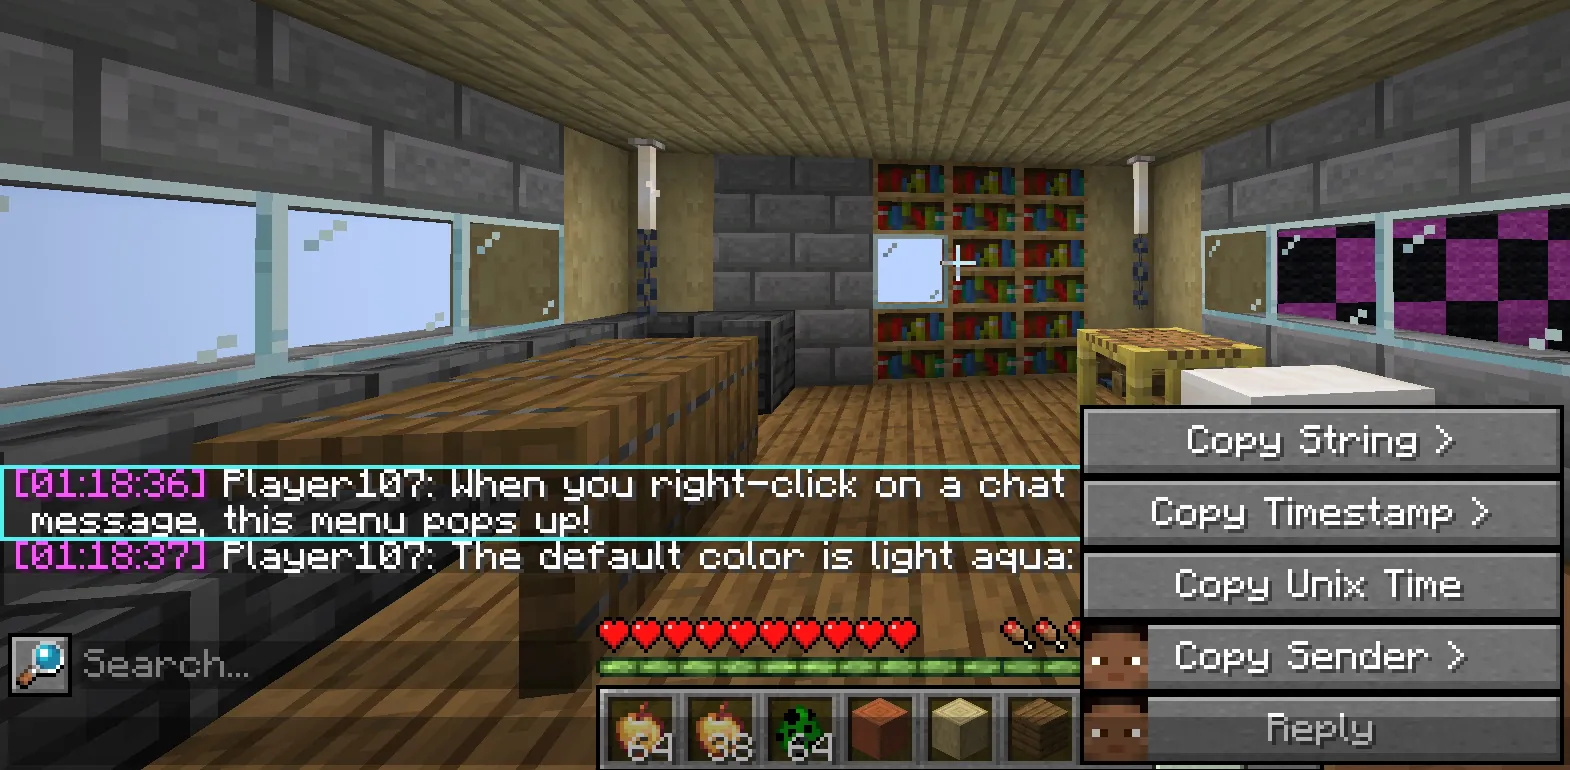 [01:18:36] Player107: When you right-click on a chat
message, this menu pops up!
[01:18:37] Player107: The default color is light aqua:
Search...
64
38
64
Copy String >
Copy Timestamp >
Copy Unix Time
Copy Sender >
Reply